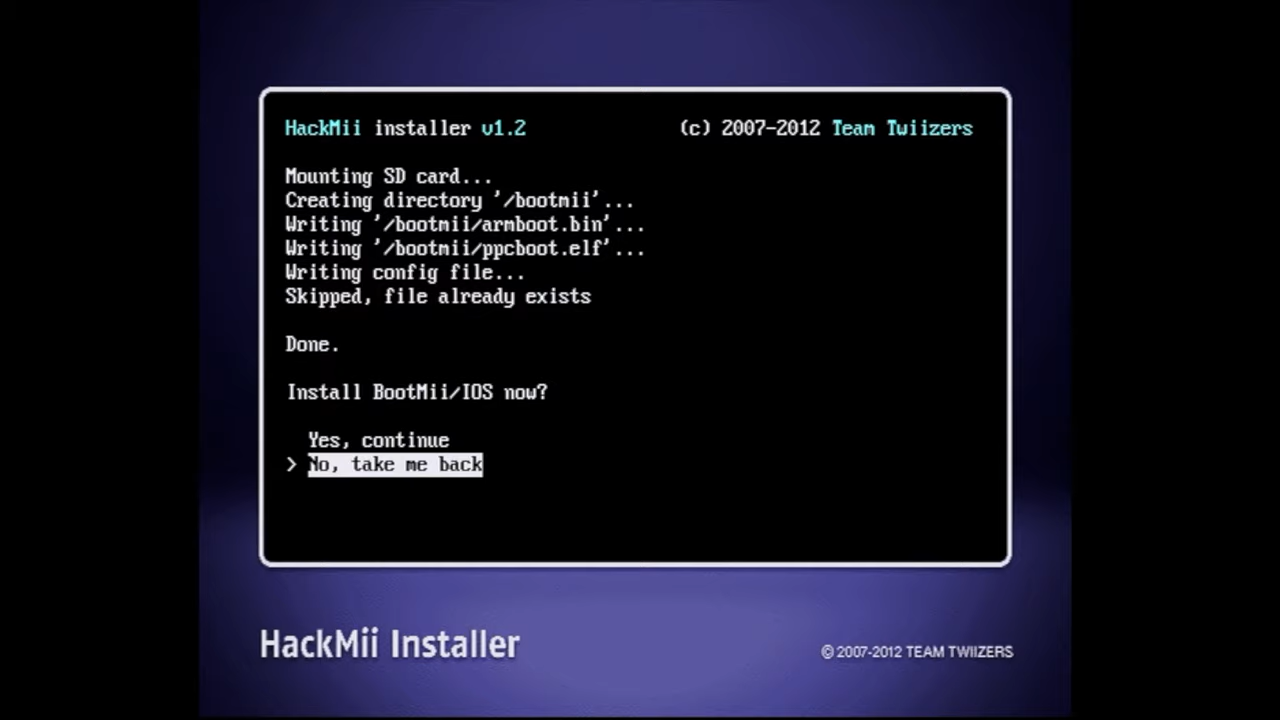 HackMii installer v1.2 (c) 2007-2012 Team Twiizers
Mounting SD card...
Creating directory '/bootmii'...
Writing '/bootmii/armboot.bin'...
Writing '/bootmii/ppcboot.elf'...
Writing config file...
Skipped, file already exists
Done.
Install BootMii/IOS now?
Yes, continue
> No, take me back
HackMii Installer © 2007-2012 TEAM TWIIZERS